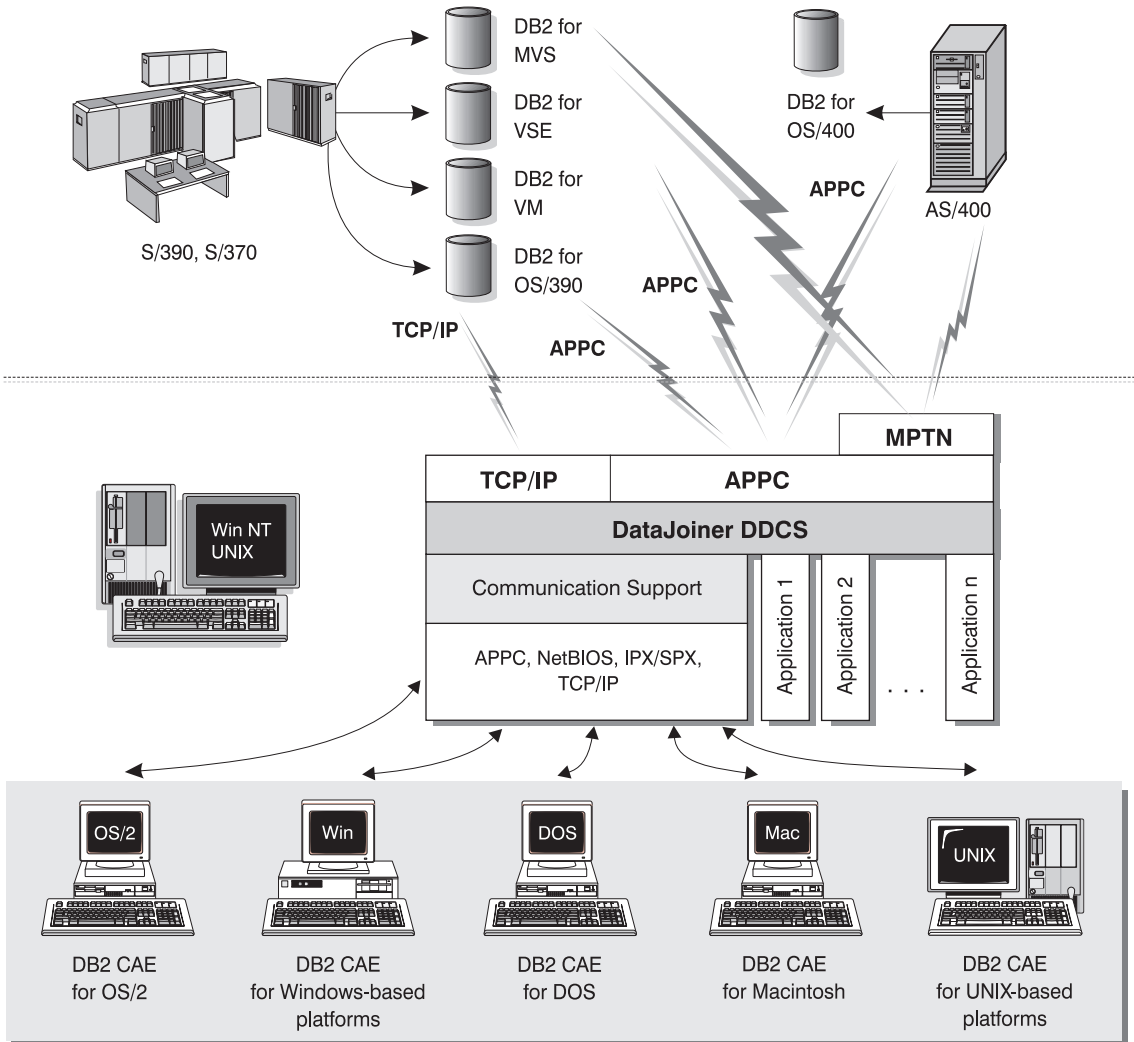 DB2 for
MVS
DB2 for
VSE
DB2 for
VM
DB2 for
OS/390
S/390, S/370
DB2 for
OS/400
AS/400
APPC
APPC
TCP/IP
APPC
MPTN
TCP/IP
APPC
DataJoiner DDCS
Communication Support
APPC, NetBIOS, IPX/SPX,
TCP/IP
Application 1
Application 2
. . .
Application n
Win NT
UNIX
OS/2
Win
DOS
Mac
UNIX
DB2 CAE
for OS/2
DB2 CAE
for Windows-based
platforms
DB2 CAE
for DOS
DB2 CAE
for Macintosh
DB2 CAE
for UNIX-based
platforms